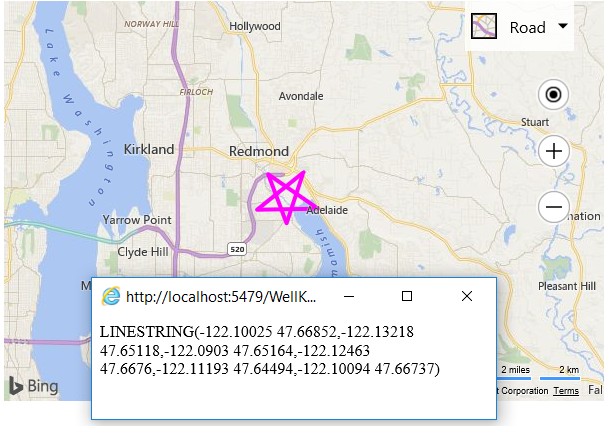 NORWAY HILL
Hollywood
Road
Lake Washington
FIRLOCH
Avondale
Stuart
Kirkland
Redmond
Adelaide
Yarrow Point
nation
Clyde Hill
520
mmish
Pleasant Hill
M
http://localhost:5479/WellK...
LINESTRING(-122.10025 47.66852,-122.13218
47.65118,-122.0903 47.65164,-122.12463
47.6676,-122.11193 47.64494,-122.10094 47.66737)
2 miles 2 km
Bing
t Corporation Terms
Fal